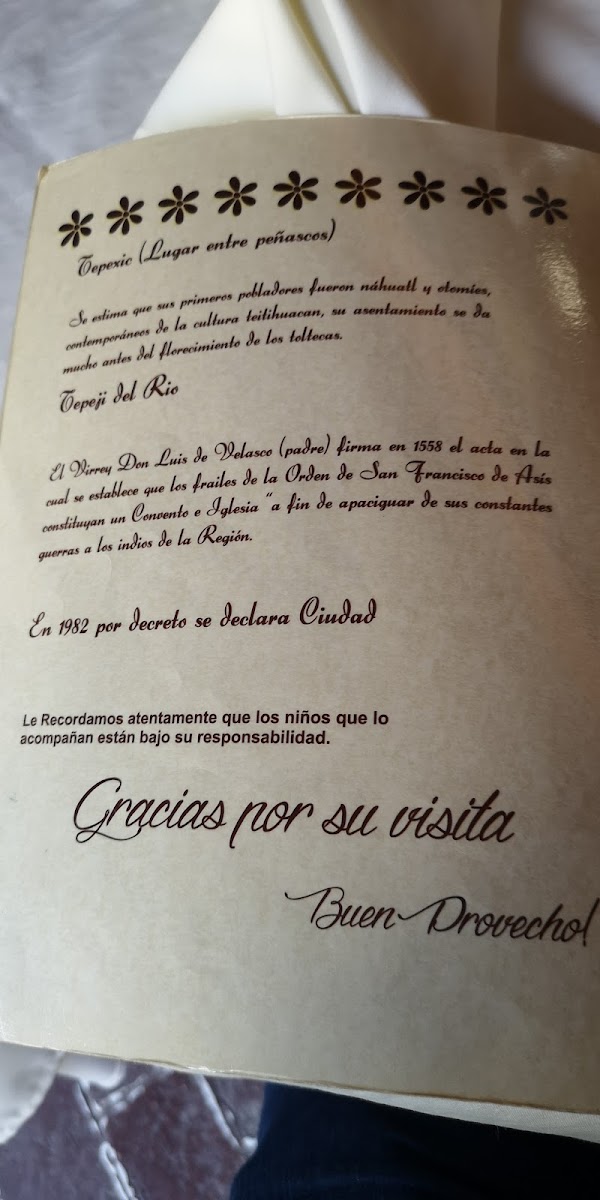 Tepexic (Lugar entre peñascos)
Se estima que sus primeros pobladores fueron náhuatl y otomíes,
contemporáneos de la cultura teitihuacan, su asentamiento se da
mucho antes del florecimiento de los toltecas.
Tepeji del Rio
El Virrey Don Luis de Velasco (padre) firma en 1558 el acta en la
cual se establece que los frailes de la Orden de San Francisco de Asís
constituyan un Convento e Iglesia "a fin de apaciguar de sus constantes
guerras a los indios de la Región.
En 1982 por decreto se declara Ciudad
Le Recordamos atentamente que los niños que lo
acompañan están bajo su responsabilidad.
Gracias por su visita
Buen Provecho!